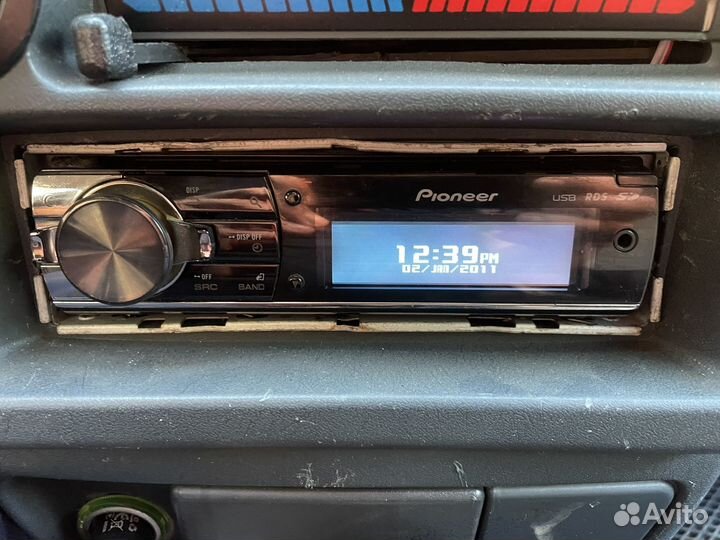 DISP
Pioneer
USB RDS SD
DISP OFF
12:39PM
02/JAN/2011
OFF
SRC BAND
Avito